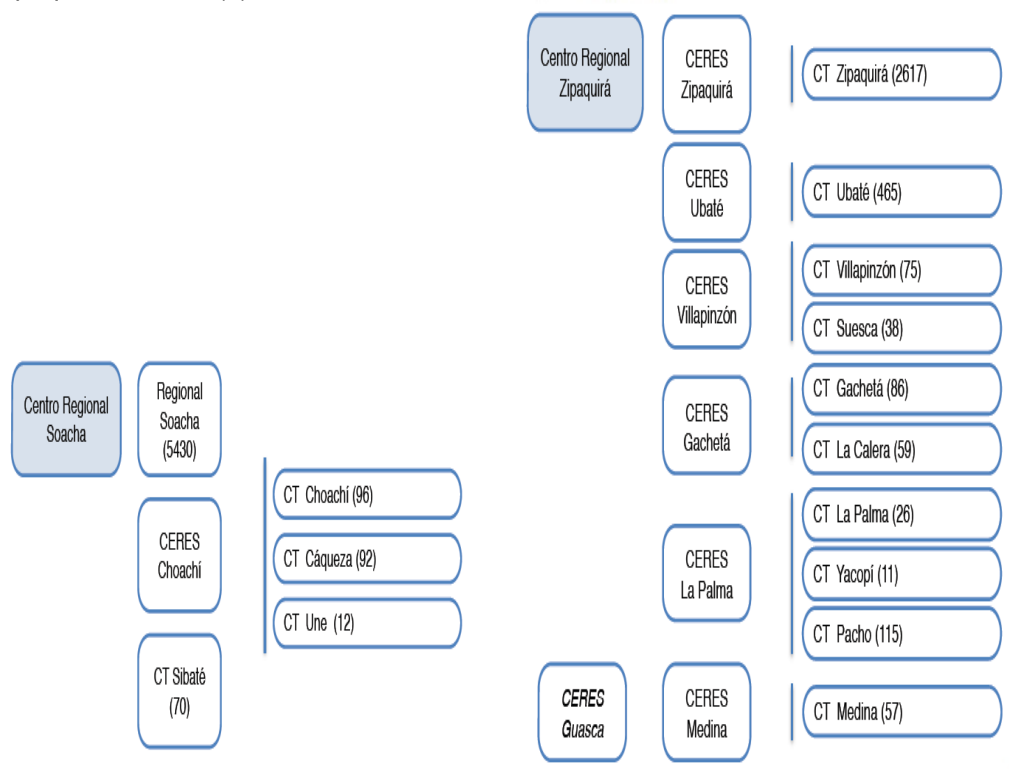 Centro Regional
Soacha
Regional
Soacha
(5430)
CERES
Choachí
CT Choachí (96)
CT Cáqueza (92)
CT Une (12)
CT Sibaté
(70)
Centro Regional
Zipaquirá
CERES
Zipaquirá
CT Zipaquirá (2617)
CERES
Ubaté
CT Ubaté (465)
CERES
Villapinzón
CT Villapinzón (75)
CT Suesca (38)
CERES
Gachetá
CT Gachetá (86)
CT La Calera (59)
CERES
La Palma
CT La Palma (26)
CT Yacopí (11)
CT Pacho (115)
CERES
Guasca
CERES
Medina
CT Medina (57)